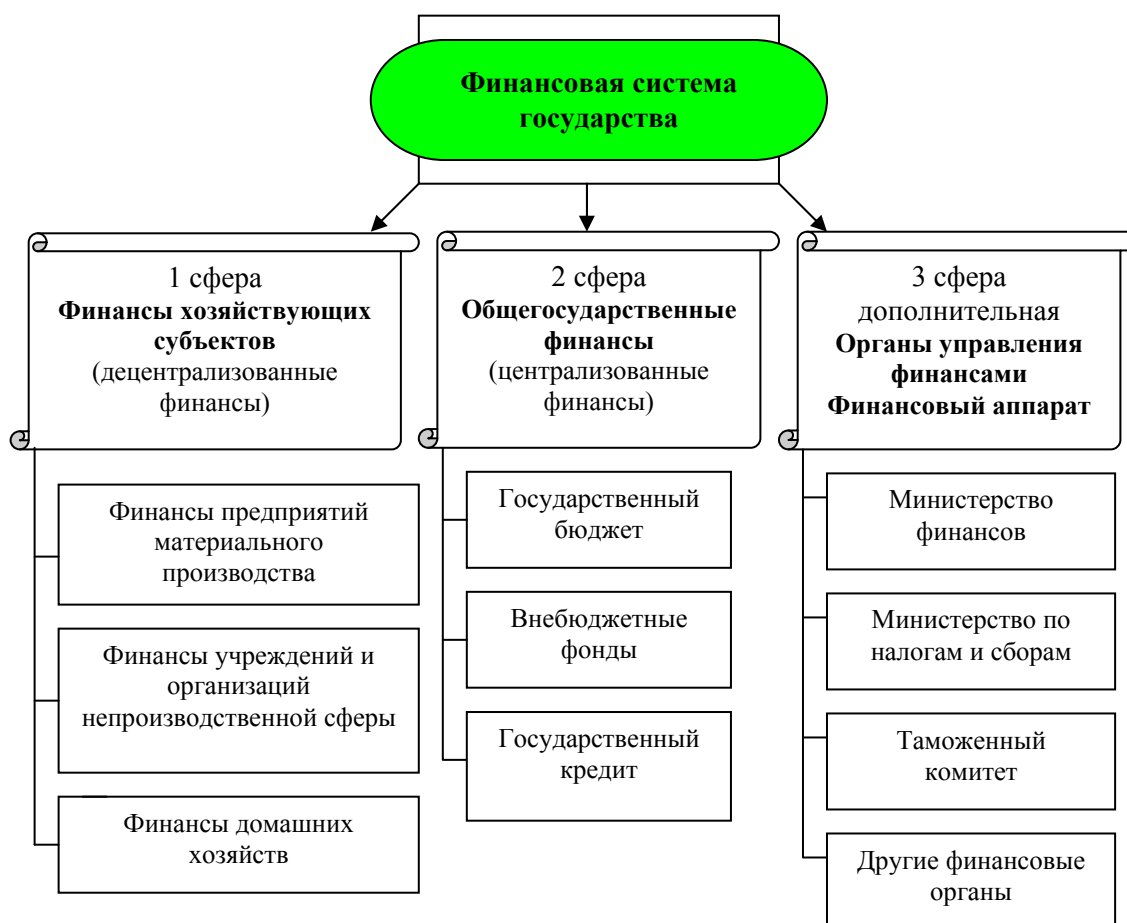 Финансовая система
государства
1 сфера
Финансы хозяйствующих
субъектов
(децентрализованные
финансы)
Финансы предприятий
материального
производства
Финансы учреждений и
организаций
непроизводственной сферы
Финансы домашних
хозяйств
2 сфера
Общегосударственные
финансы
(централизованные
финансы)
Государственный
бюджет
Внебюджетные
фонды
Государственный
кредит
3 сфера
дополнительная
Органы управления
финансами
Финансовый аппарат
Министерство
финансов
Министерство по
налогам и сборам
Таможенный
комитет
Другие финансовые
органы